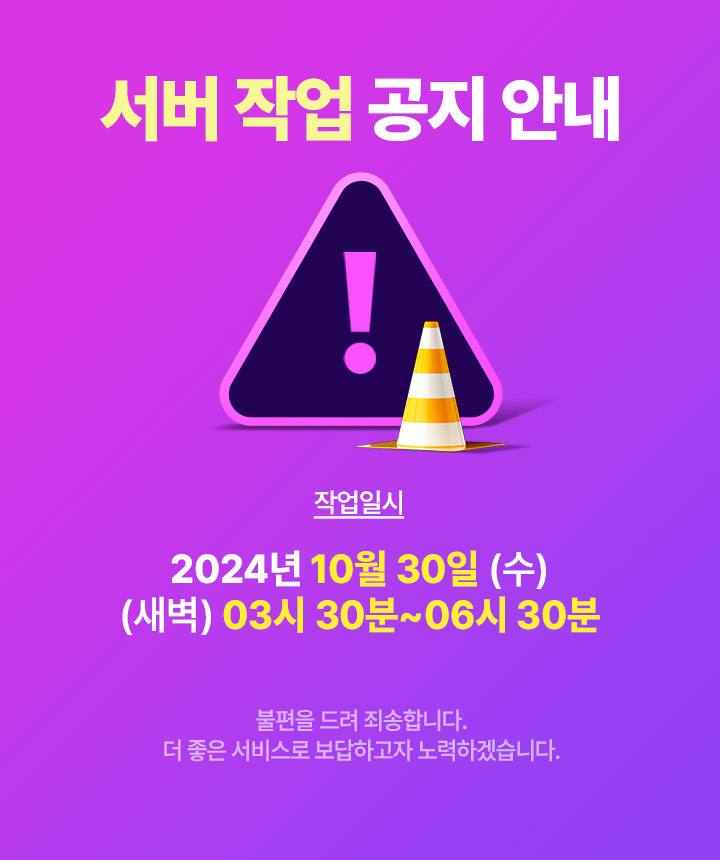 서버 작업 공지 안내
!
작업일시
2024년 10월 30일 (수)
(새벽) 03시 30분~06시 30분
불편을 드려 죄송합니다.
더 좋은 서비스로 보답하고자 노력하겠습니다.